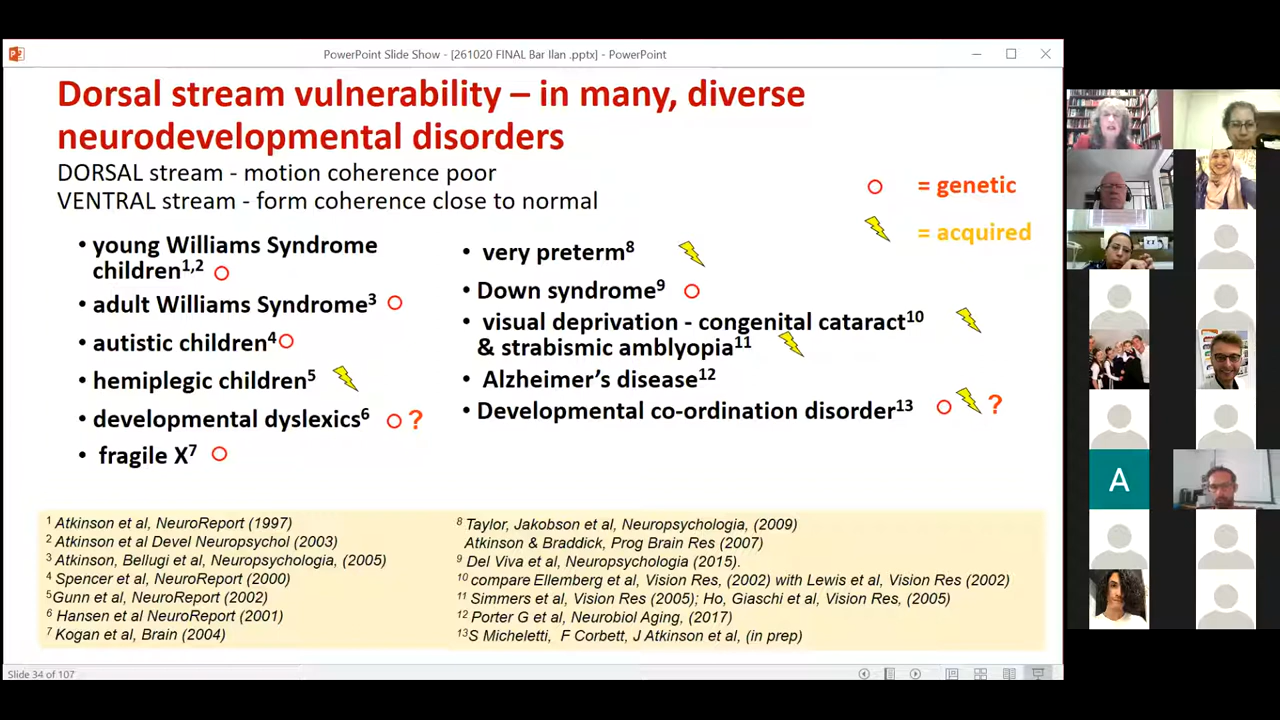 PowerPoint Slide Show - [261020 FINAL Bar Ilan .pptx] - PowerPoint
Dorsal stream vulnerability – in many, diverse
neurodevelopmental disorders
DORSAL stream - motion coherence poor
VENTRAL stream - form coherence close to normal
= genetic
= acquired
• young Williams Syndrome
children1,2
• adult Williams Syndrome3
• autistic children4
• hemiplegic children5
• developmental dyslexics6 ?
• fragile X7
• very preterm8
• Down syndrome9
• visual deprivation - congenital cataract10
& strabismic amblyopia11
• Alzheimer’s disease12
• Developmental co-ordination disorder13 ?
1 Atkinson et al, NeuroReport (1997)
2 Atkinson et al Devel Neuropsychol (2003)
3 Atkinson, Bellugi et al, Neuropsychologia, (2005)
4 Spencer et al, NeuroReport (2000)
5Gunn et al, NeuroReport (2002)
6 Hansen et al NeuroReport (2001)
7 Kogan et al, Brain (2004)
8 Taylor, Jakobson et al, Neuropsychologia, (2009)
Atkinson & Braddick, Prog Brain Res (2007)
9 Del Viva et al, Neuropsychologia (2015).
10 compare Ellemberg et al, Vision Res, (2002) with Lewis et al, Vision Res (2002)
11 Simmers et al, Vision Res (2005); Ho, Giaschi et al, Vision Res, (2005)
12 Porter G et al, Neurobiol Aging, (2017)
13S Micheletti, F Corbett, J Atkinson et al, (in prep)
Slide 34 of 107
A